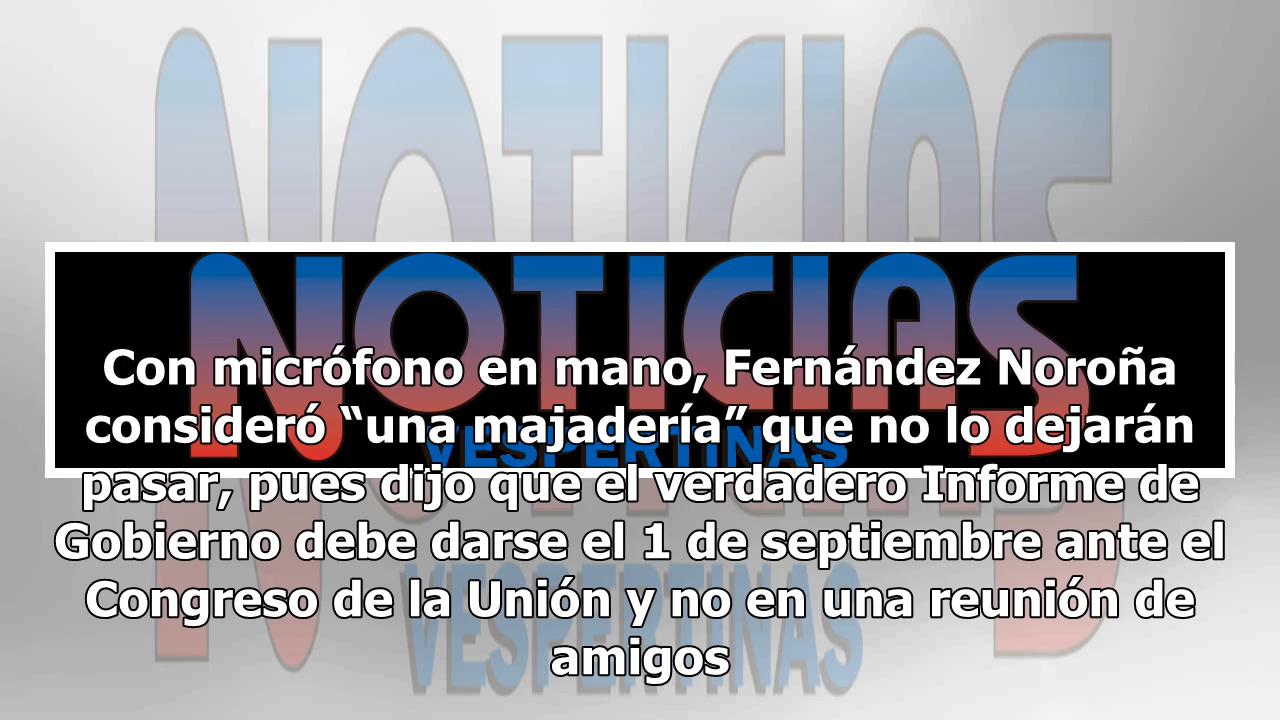 NOTICIAS
VESPERTINAS
NOTICIAS
VESPERTINAS
Con micrófono en mano, Fernández Noroña
consideró “una majadería” que no lo dejarán
pasar, pues dijo que el verdadero Informe de
Gobierno debe darse el 1 de septiembre ante el
Congreso de la Unión y no en una reunión de
amigos